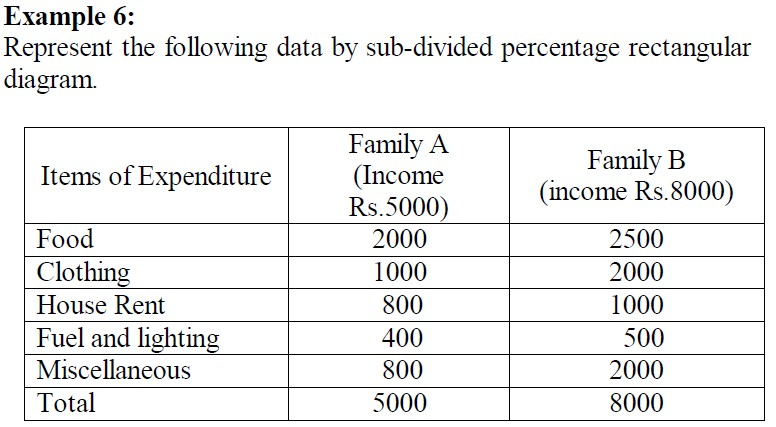 Example 6:
Represent the following data by sub-divided percentage rectangular
diagram.
Items of Expenditure
Family A
(Income
Rs.5000)
Family B
(income Rs.8000)
Food 2000 2500
Clothing 1000 2000
House Rent 800 1000
Fuel and lighting 400 500
Miscellaneous 800 2000
Total 5000 8000